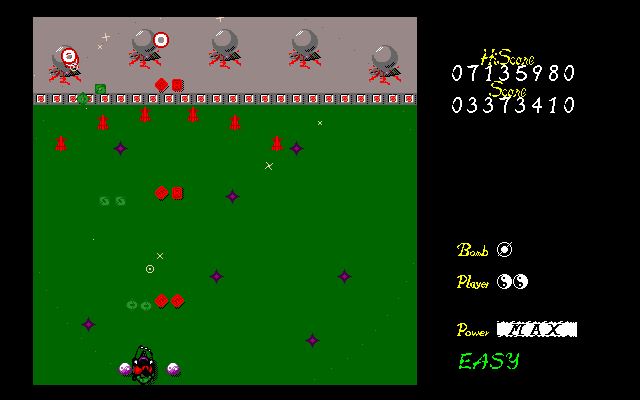 HiScore
07135980
Score
03373410
Bomb
Player
Power MAX
EASY